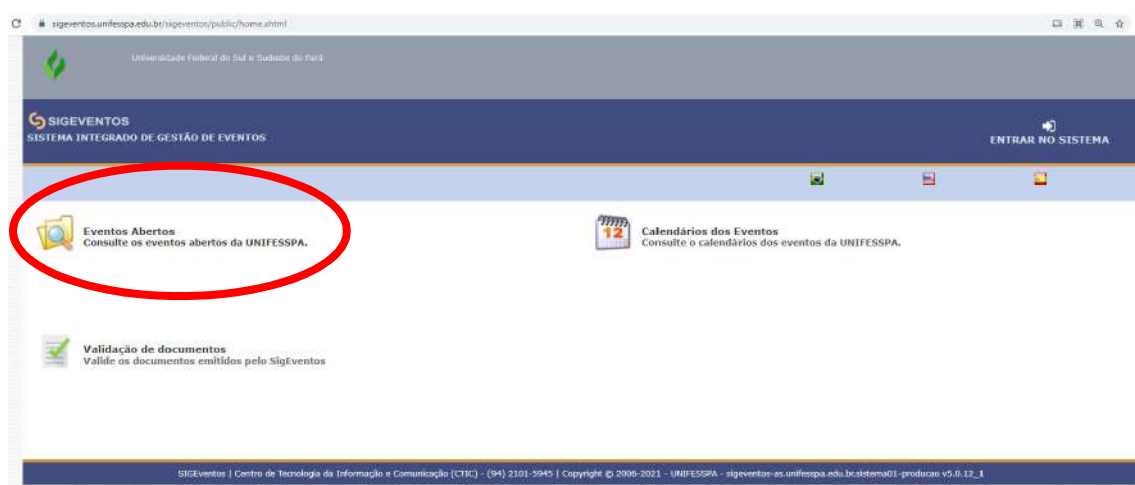 sigeventos.unifesspa.edu.br/sigeventos/public/home.xhtml
Universidade Federal do Sul e Sudeste do Pará
SIGEVENTOS
SISTEMA INTEGRADO DE GESTÃO DE EVENTOS
ENTRAR NO SISTEMA
Eventos Abertos
Consulte os eventos abertos da UNIFESSPA.
12
Calendários dos Eventos
Consulte o calendários dos eventos da UNIFESSPA.
Validação de documentos
Valide os documentos emitidos pelo SigEventos
SIGEventos | Centro de Tecnologia da Informação e Comunicação (CTIC) - (94) 2101-5945 | Copyright © 2006-2021 - UNIFESSPA - sigeventos-as.unifesspa.edu.br.sistema01-producao v5.0.12_1